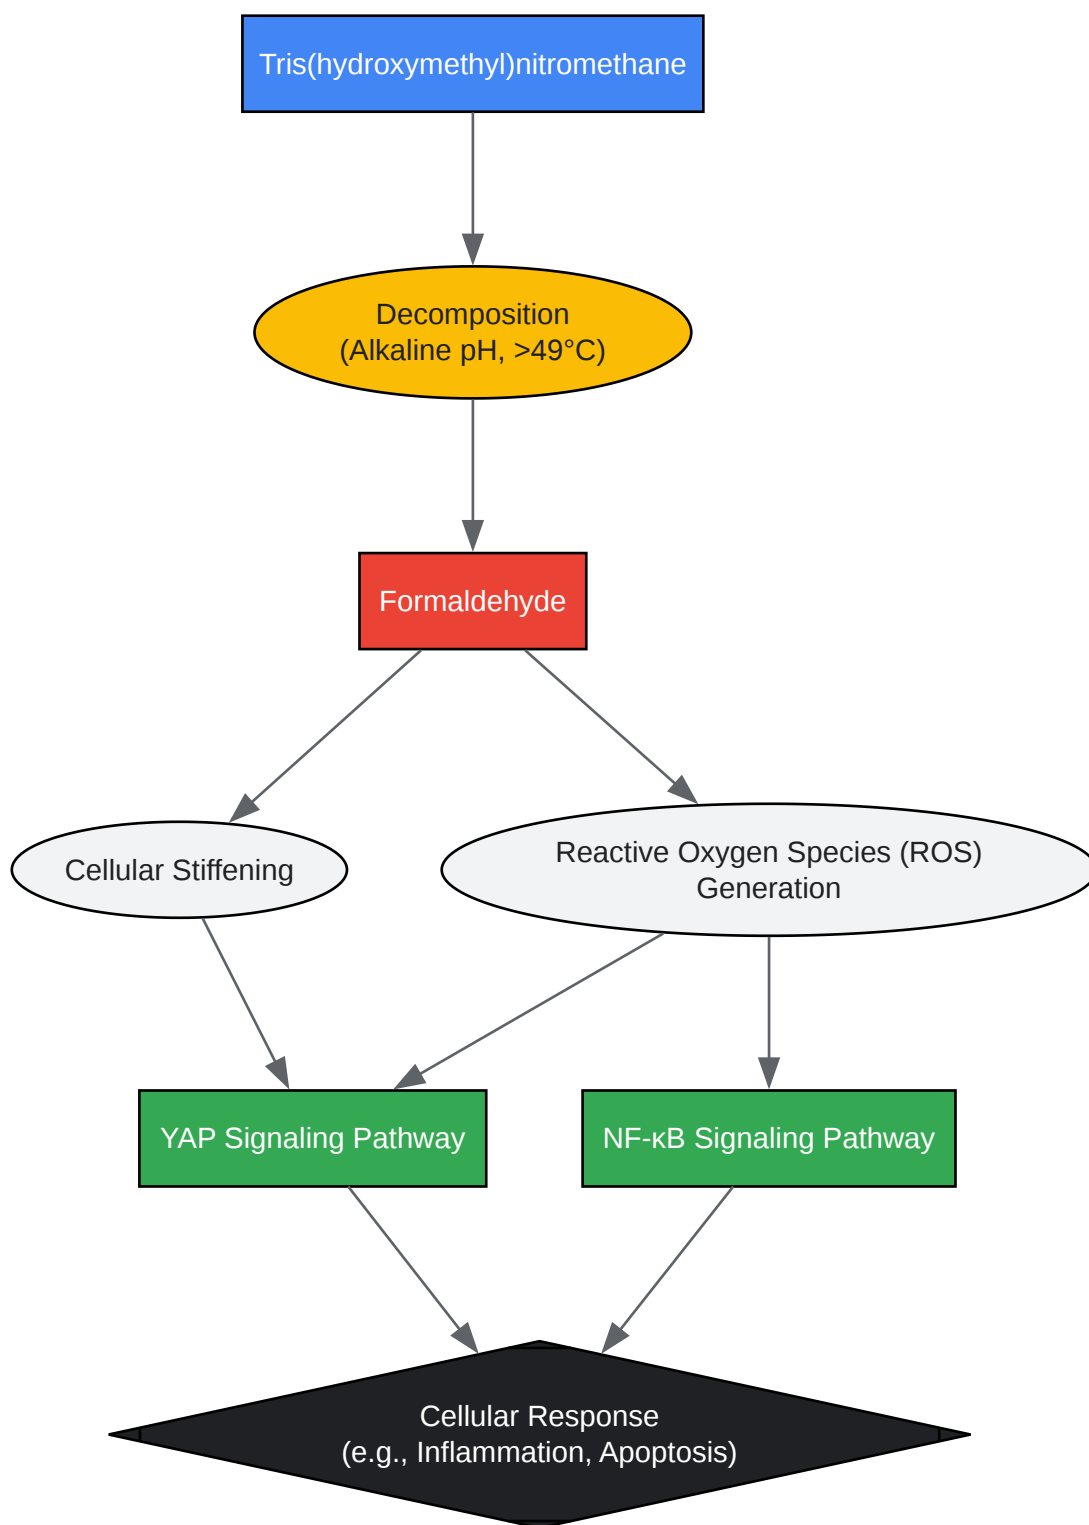 Tris(hydroxymethyl)nitromethane
Decomposition
(Alkaline pH, >49°C)
Formaldehyde
Cellular Stiffening
Reactive Oxygen Species (ROS)
Generation
YAP Signaling Pathway
NF-κB Signaling Pathway
Cellular Response
(e.g., Inflammation, Apoptosis)